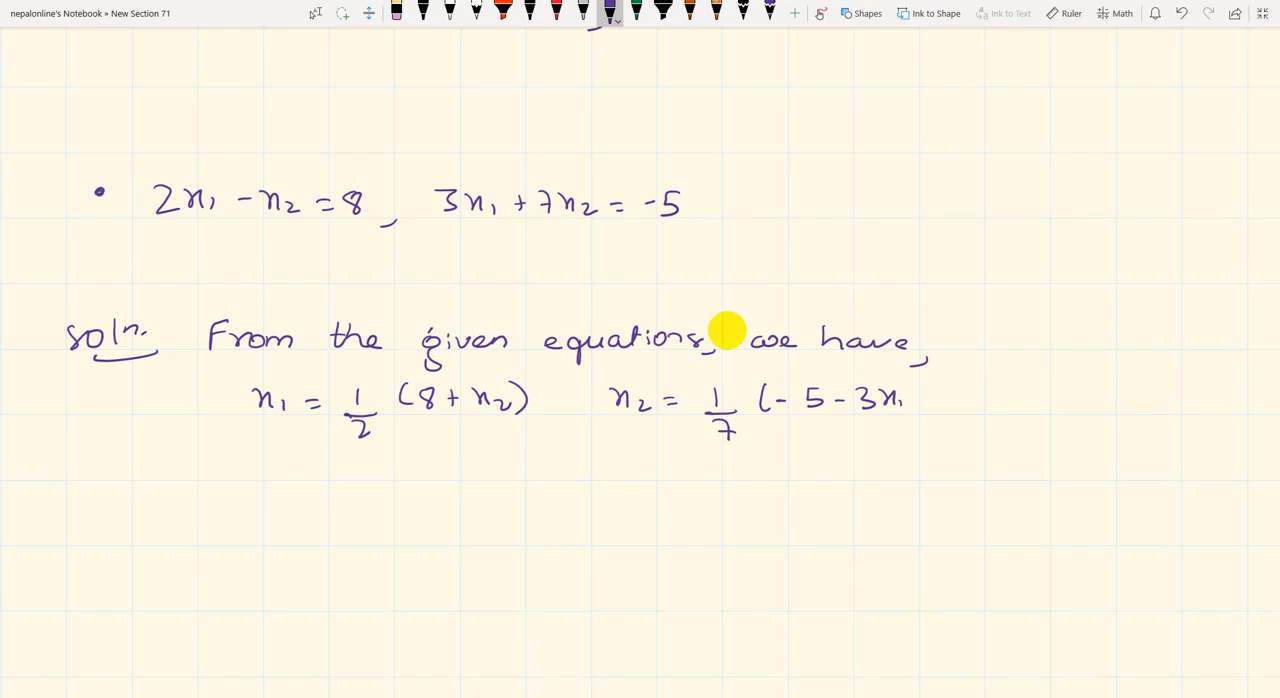 nepalonline's Notebook » New Section 71
Shapes Ink to Shape Ink to Text Ruler Math
• 2x₁ - x₂ = 8, 3x₁ + 7x₂ = -5
Soln. From the given equations, we have,
x₁ = 1/2 (8 + x₂) x₂ = 1/7 (- 5 - 3x₁